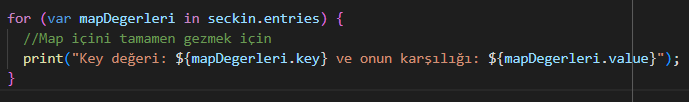 for (var mapDegerleri in seckin.entries) {
  //Map içini tamamen gezmek için
  print("Key değeri: ${mapDegerleri.key} ve onun karşılığı: ${mapDegerleri.value}");
}